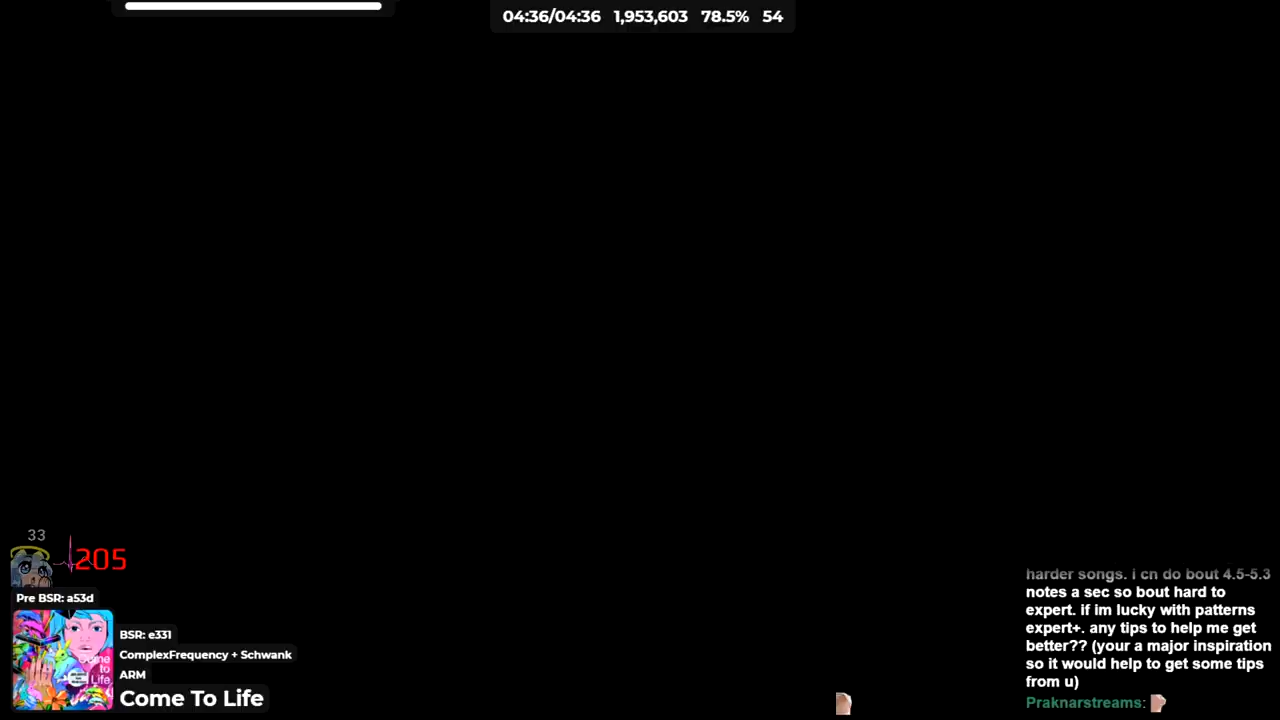 04:36/04:36 1,953,603 78.5% 54
33
205
Pre BSR: a53d
BSR: e331
ComplexFrequency + Schwank
ARM
Come To Life
Come
to
Life
harder songs. i cn do bout 4.5-5.3
notes a sec so bout hard to
expert. if im lucky with patterns
expert+. any tips to help me get
better?? (your a major inspiration
so it would help to get some tips
from u)
Praknarstreams: